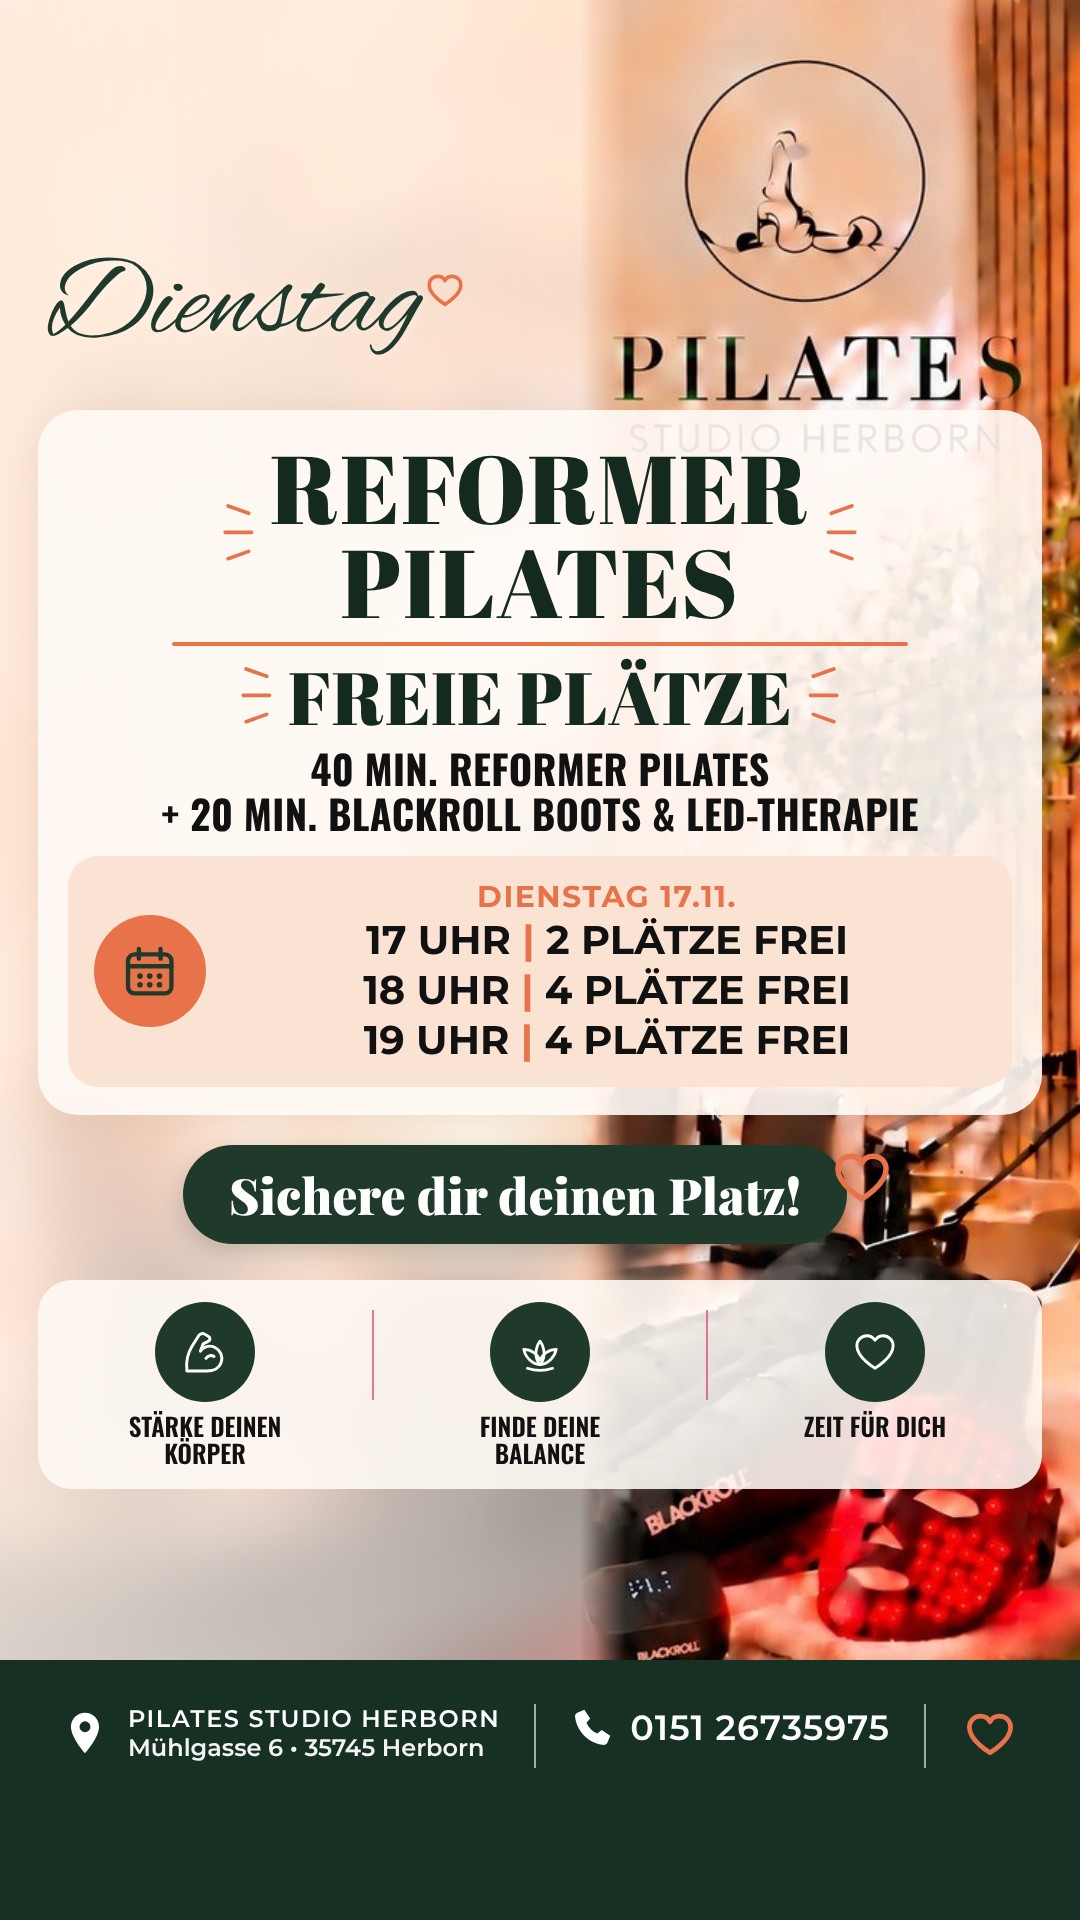 PILATES
STUDIO HERBORN
Dienstag
REFORMER
PILATES
FREIE PLÄTZE
40 MIN. REFORMER PILATES
+ 20 MIN. BLACKROLL BOOTS & LED-THERAPIE
DIENSTAG 17.11.
17 UHR | 2 PLÄTZE FREI
18 UHR | 4 PLÄTZE FREI
19 UHR | 4 PLÄTZE FREI
Sichere dir deinen Platz!
STÄRKE DEINEN
KÖRPER
FINDE DEINE
BALANCE
ZEIT FÜR DICH
BLACKROLL
BLACKROLL
PILATES STUDIO HERBORN
Mühlgasse 6 • 35745 Herborn
0151 26735975